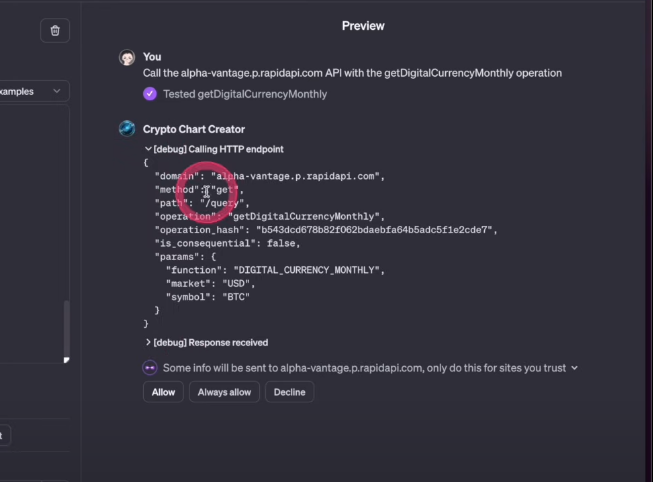 Preview
xamples
You
Call the alpha-vantage.p.rapidapi.com API with the getDigitalCurrencyMonthly operation
Tested getDigitalCurrencyMonthly
Crypto Chart Creator
[debug] Calling HTTP endpoint
{
"domain": "alpha-vantage.p.rapidapi.com",
"method": "get",
"path": "/query",
"operation": "getDigitalCurrencyMonthly",
"operation_hash": "b543dcd678b82f062bdaebfa64b5adc5f1e2cde7",
"is_consequential": false,
"params": {
"function": "DIGITAL_CURRENCY_MONTHLY",
"market": "USD",
"symbol": "BTC"
}
}
[debug] Response received
Some info will be sent to alpha-vantage.p.rapidapi.com, only do this for sites you trust
Allow Always allow Decline
t